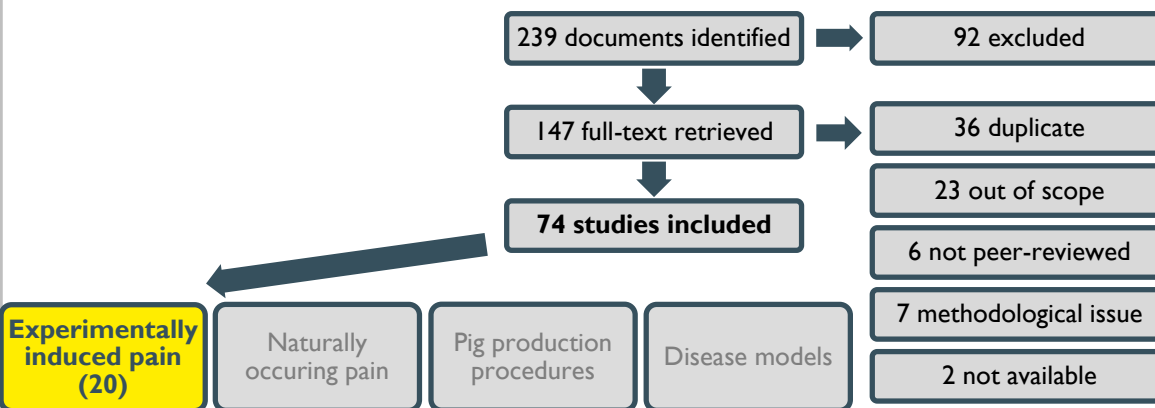 239 documents identified
92 excluded
147 full-text retrieved
36 duplicate
23 out of scope
74 studies included
6 not peer-reviewed
7 methodological issue
2 not available
Experimentally
induced pain
(20)
Naturally
occuring pain
Pig production
procedures
Disease models